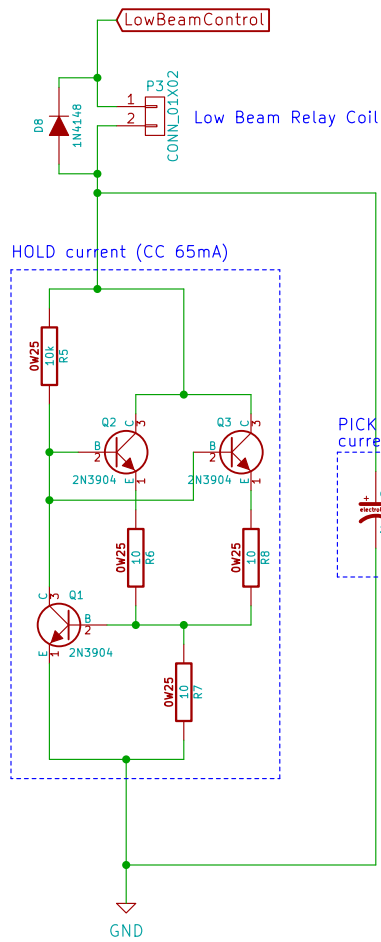 LowBeamControl
P3
1
2
CONN_01X02
D8
1N4148
Low Beam Relay Coil
HOLD current (CC 65mA)
0W25
10k
R5
Q2
C
3
B
2
E
1
2N3904
Q3
C
3
B
2
E
1
2N3904
PICK
+
0W25
10
R6
0W25
10
R8
Q1
C
3
B
2
E
1
2N3904
0W25
10
R7
GND